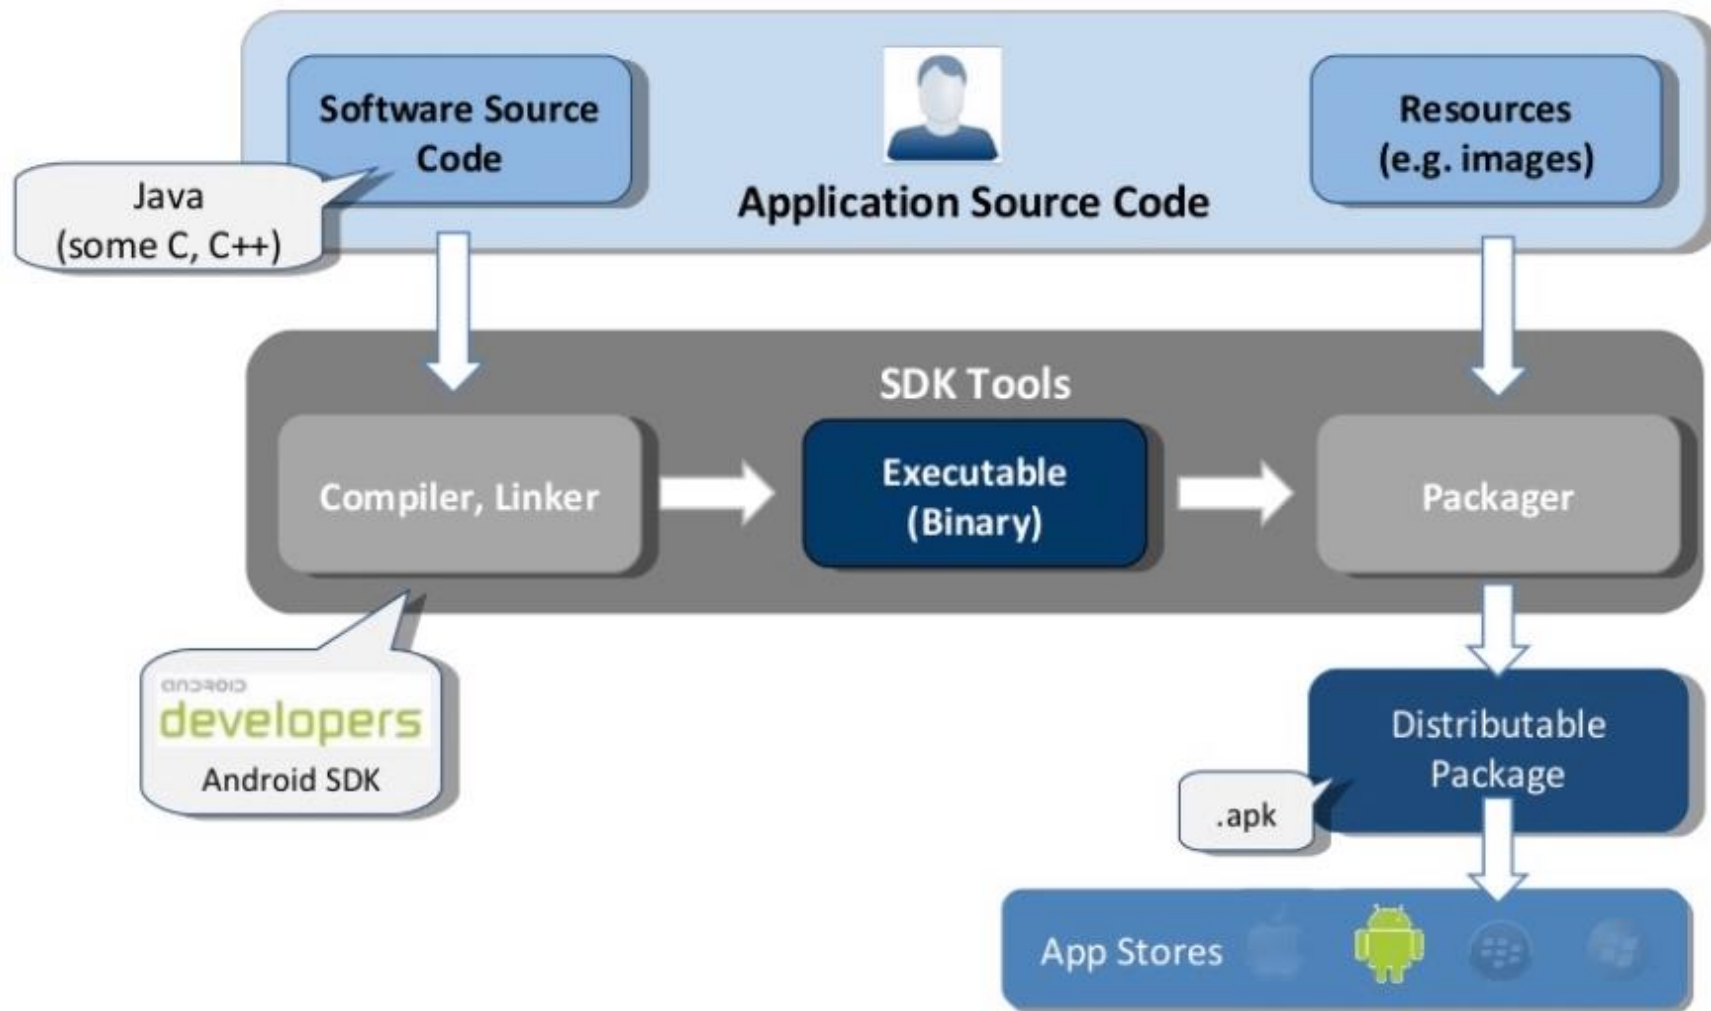 Software Source
Code
Resources
(e.g. images)
Application Source Code
Java
(some C, C++)
SDK Tools
Compiler, Linker
Executable
(Binary)
Packager
android
developers
Android SDK
Distributable
Package
.apk
App Stores